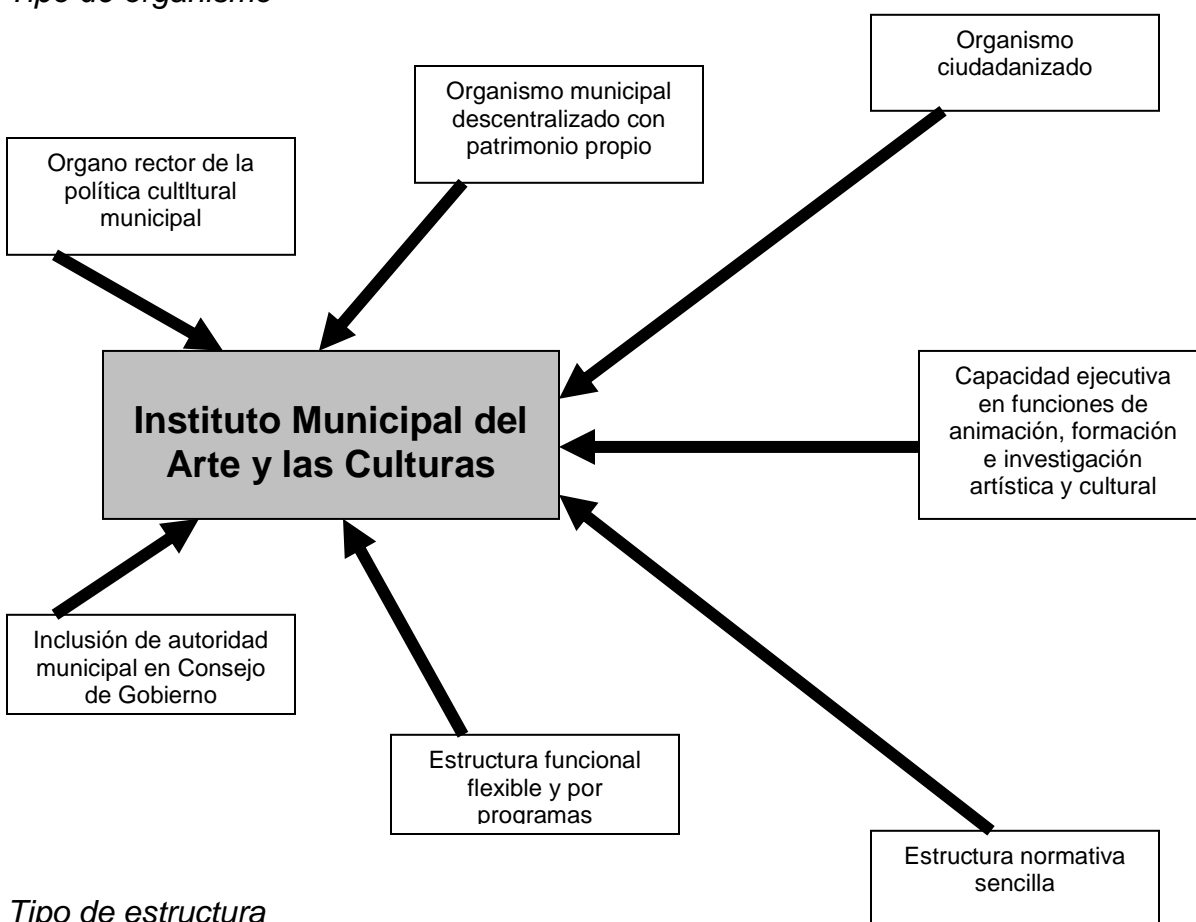 Tipo de organismo
Organismo
ciudadanizado
Organismo municipal
descentralizado con
patrimonio propio
Organo rector de la
política cultltural
municipal
Instituto Municipal del
Arte y las Culturas
Capacidad ejecutiva
en funciones de
animación, formación
e investigación
artística y cultural
Inclusión de autoridad
municipal en Consejo
de Gobierno
Estructura funcional
flexible y por
programas
Estructura normativa
sencilla
Tipo de estructura